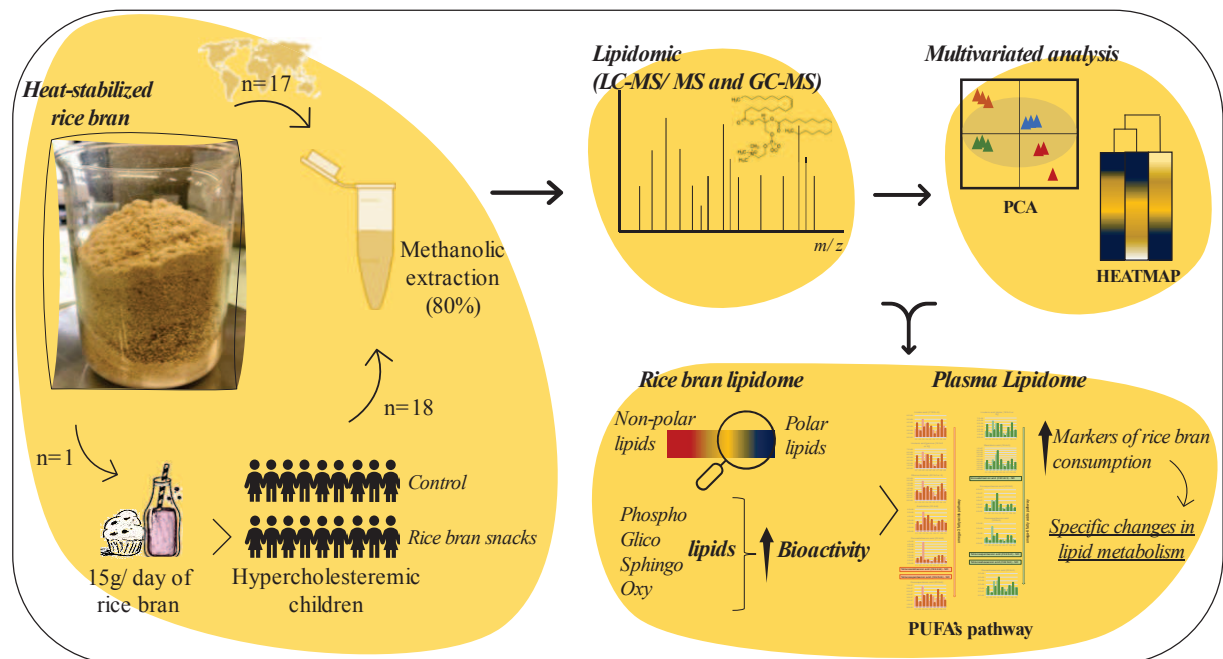 Heat-stabilized
rice bran
n=17
Methanolic
extraction
(80%)
n=18
n=1
15g/ day of
rice bran
Control
Rice bran snacks
Hypercholesteremic
children
Lipidomic
(LC-MS/ MS and GC-MS)
m/ z
Multivariated analysis
PCA
HEATMAP
Rice bran lipidome
Non-polar
lipids
Polar
lipids
Phospho
Glico
Sphingo
Oxy
lipids
Bioactivity
Plasma Lipidome
PUFA's pathway
Markers of rice bran
consumption
Specific changes in
lipid metabolism